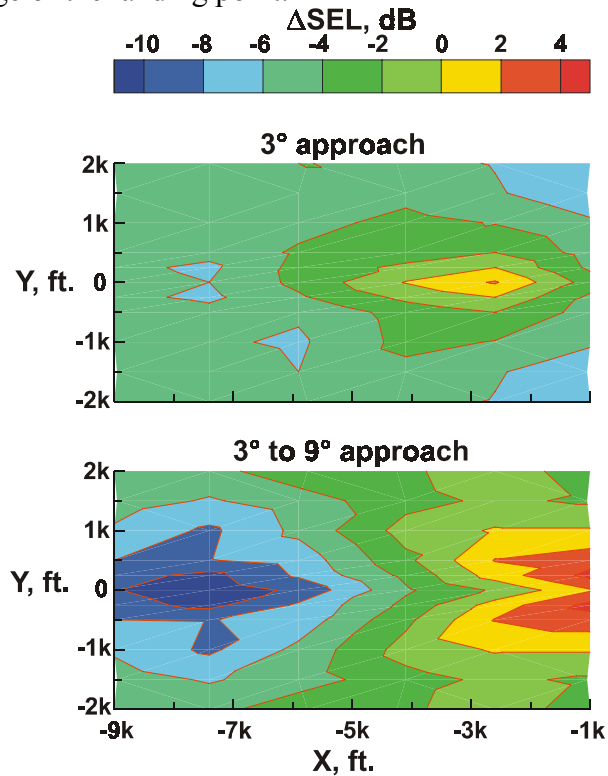 ΔSEL, dB
-10 -8 -6 -4 -2 0 2 4
3° approach
2k
1k
Y, ft. 0
-1k
-2k
3° to 9° approach
2k
1k
Y, ft. 0
-1k
-2k
-9k -7k -5k -3k -1k
X, ft.